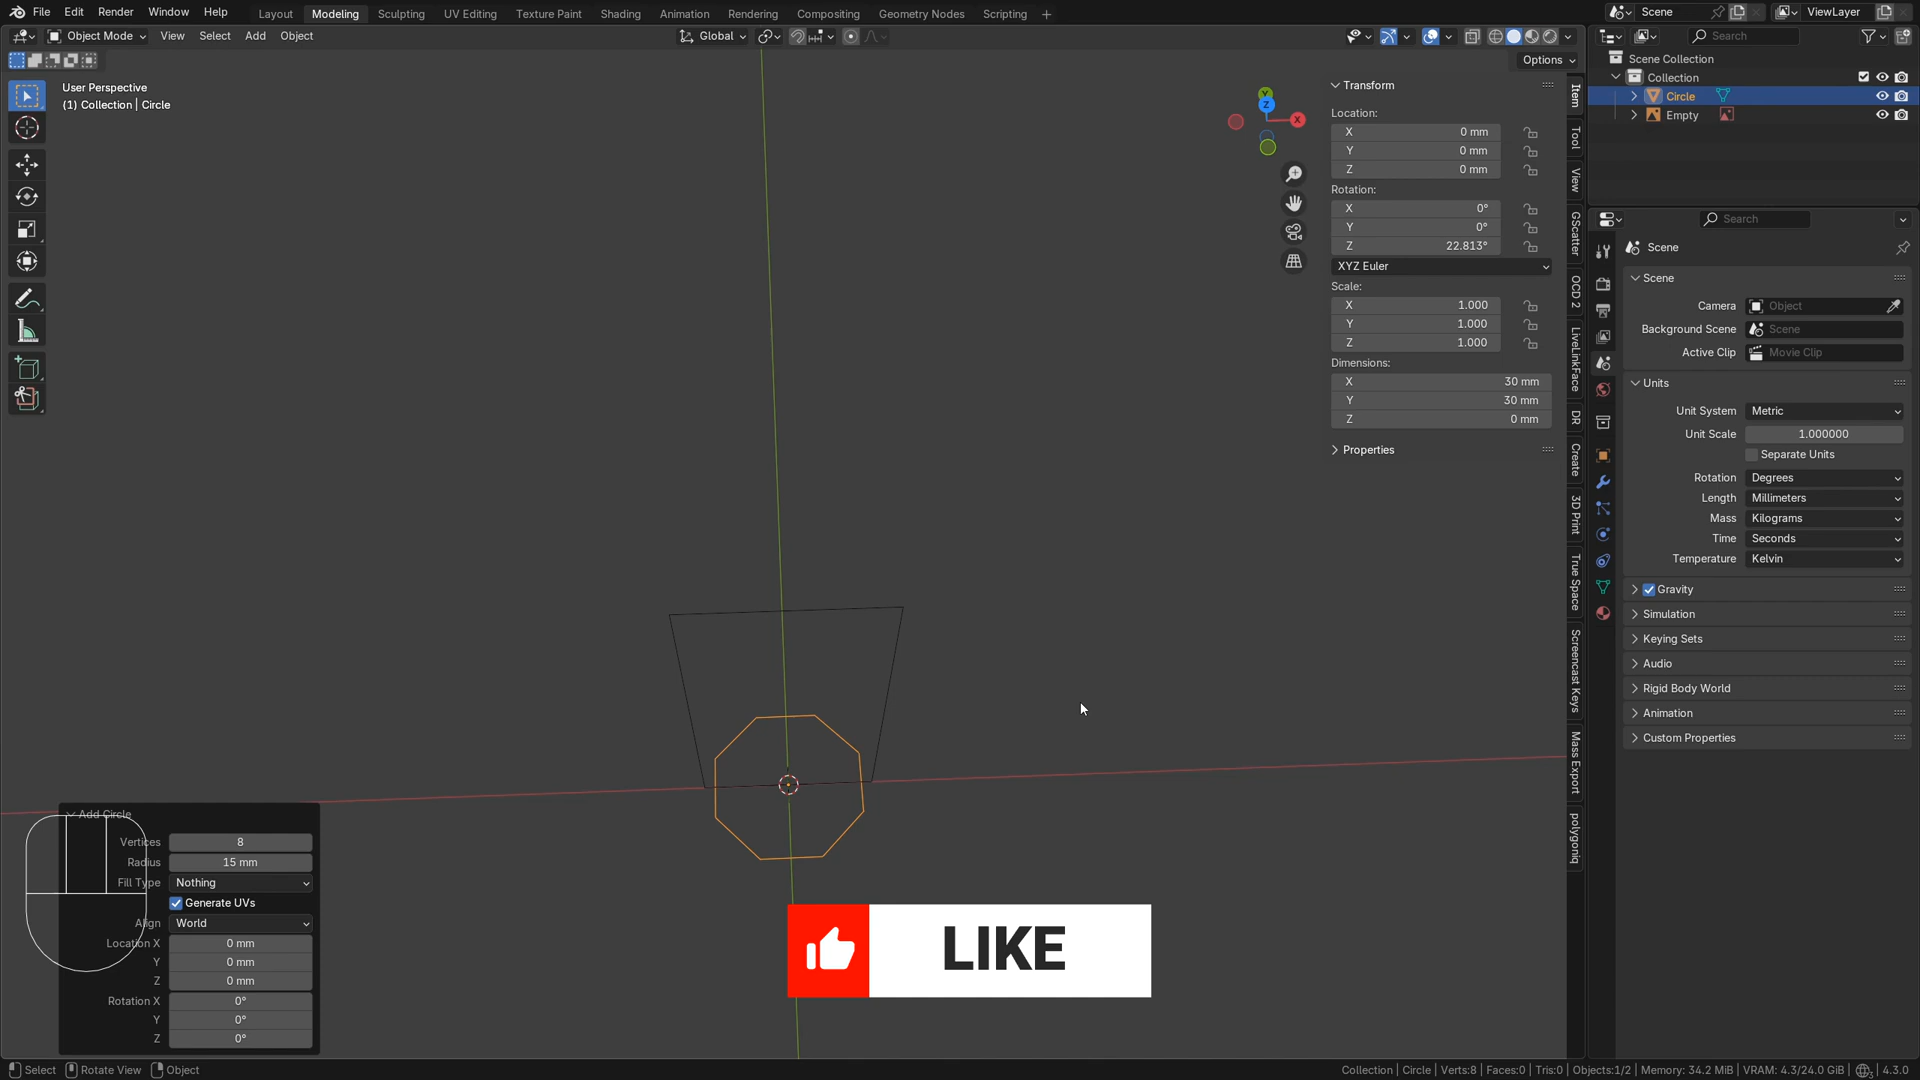 File Edit Render Window Help
Layout Modeling Sculpting UV Editing Texture Paint Shading Animation Rendering Compositing Geometry Nodes Scripting +
Scene ViewLayer
Object Mode View Select Add Object
Global
Search
Options
User Perspective
(1) Collection | Circle
Scene Collection
Collection
Circle
Empty
Y
Z
X
Transform
Location:
X 0 mm
Y 0 mm
Z 0 mm
Rotation:
X 0°
Y 0°
Z 22.813°
XYZ Euler
Scale:
X 1.000
Y 1.000
Z 1.000
Dimensions:
X 30 mm
Y 30 mm
Z 0 mm
Properties
Item
Tool
View
GScatter
OCD 2
LiveLinkFace
DR
Create
3D Print
True Space
Screencast Keys
Mass Export
polygoniq
Search
Scene
Scene
Camera Object
Background Scene Scene
Active Clip Movie Clip
Units
Unit System Metric
Unit Scale 1.000000
Separate Units
Rotation Degrees
Length Millimeters
Mass Kilograms
Time Seconds
Temperature Kelvin
Gravity
Simulation
Keying Sets
Audio
Rigid Body World
Animation
Custom Properties
Add Circle
Vertices 8
Radius 15 mm
Fill Type Nothing
Generate UVs
Align World
Location X 0 mm
Y 0 mm
Z 0 mm
Rotation X 0°
Y 0°
Z 0°
LIKE
Select Rotate View Object
Collection | Circle | Verts:8 | Faces:0 | Tris:0 | Objects:1/2 | Memory: 34.2 MiB | VRAM: 4.3/24.0 GiB | 4.3.0